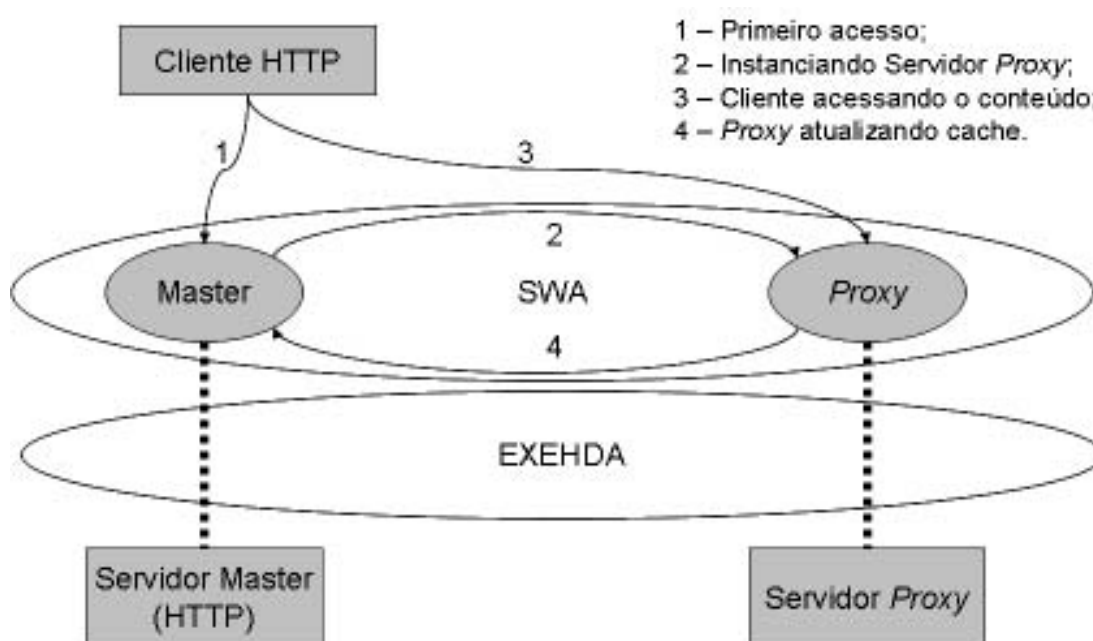 Cliente HTTP
1 – Primeiro acesso;
2 – Instanciando Servidor Proxy;
3 – Cliente acessando o conteúdo;
4 – Proxy atualizando cache.
1
3
2
Master
SWA
Proxy
4
EXEHDA
Servidor Master
(HTTP)
Servidor Proxy